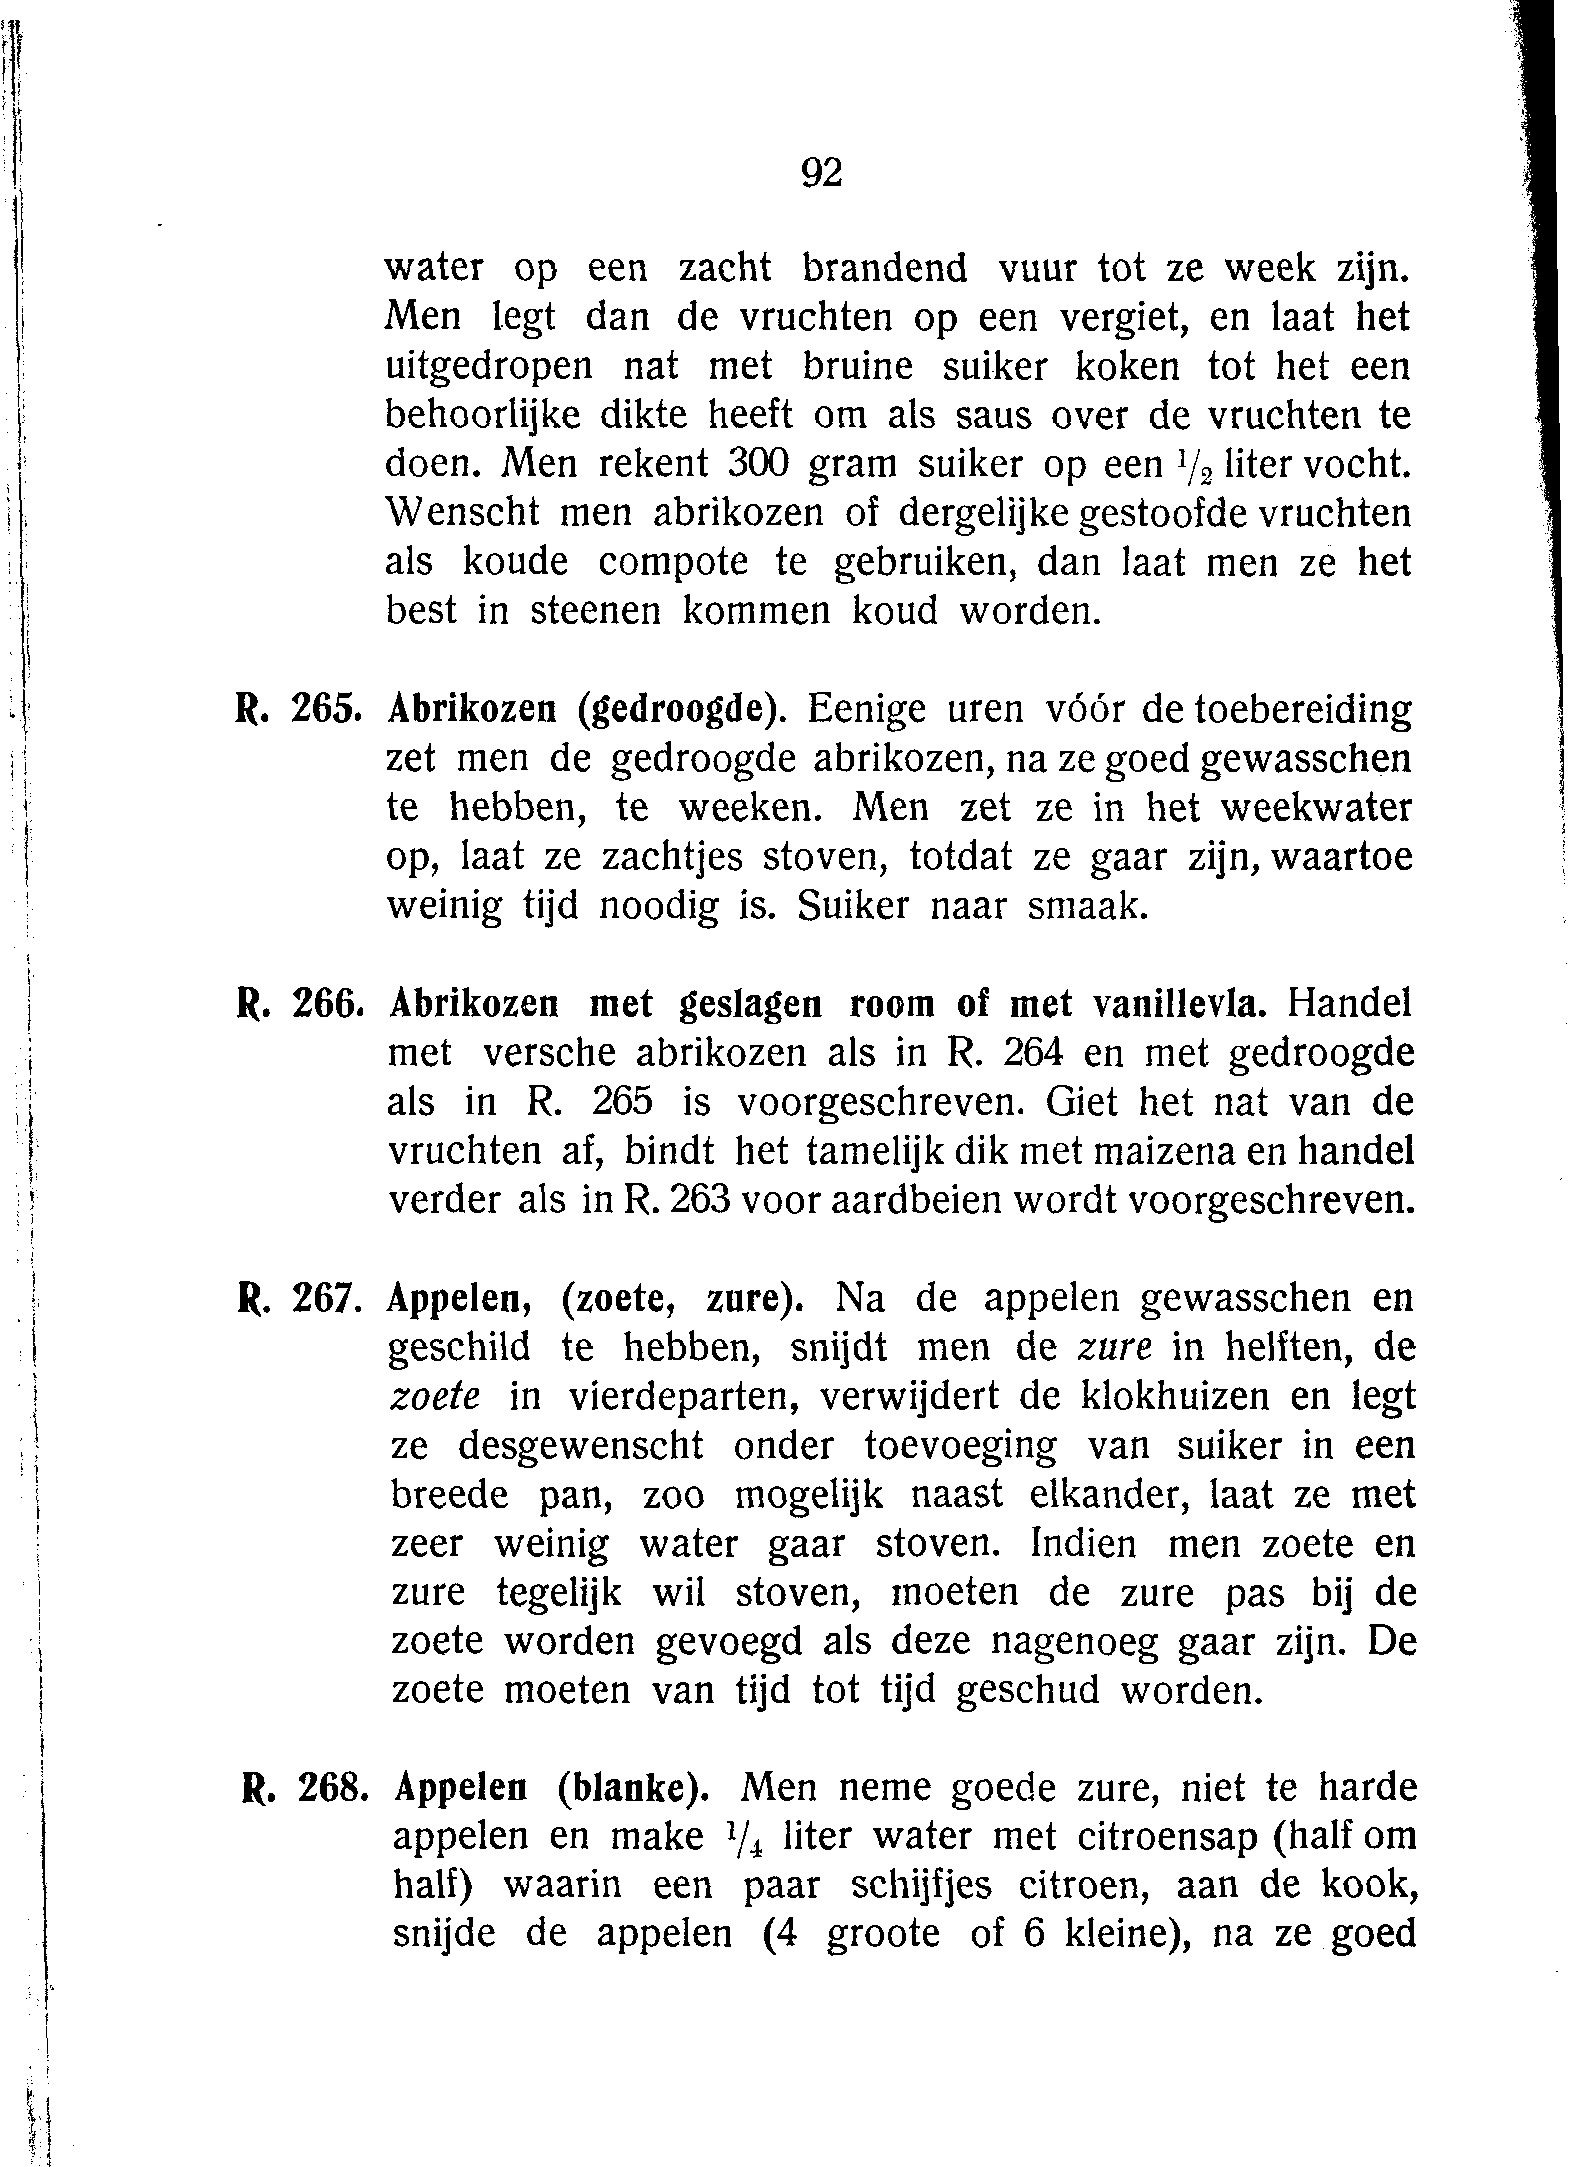 92
water op een zacht brandend vuur tot ze week zijn.
Men legt dan de vruchten op een vergiet, en laat het
uitgedropen nat met bruine suiker koken tot het een
behoorlijke dikte heeft om als saus over de vruchten te
doen. Men rekent 300 gram suiker op een 1/2 liter vocht.
Wenscht men abrikozen of dergelijke gestoofde vruchten
als koude compote te gebruiken, dan laat men ze het
best in steenen kommen koud worden.
R. 265. Abrikozen (gedroogde). Eenige uren vóór de toebereiding
zet men de gedroogde abrikozen, na ze goed gewasschen
te hebben, te weeken. Men zet ze in het weekwater
op, laat ze zachtjes stoven, totdat ze gaar zijn, waartoe
weinig tijd noodig is. Suiker naar smaak.
R. 266. Abrikozen met geslagen room of met vanillevla. Handel
met versche abrikozen als in R. 264 en met gedroogde
als in R. 265 is voorgeschreven. Giet het nat van de
vruchten af, bindt het tamelijk dik met maizena en handel
verder als in R. 263 voor aardbeien wordt voorgeschreven.
R. 267. Appelen, (zoete, zure). Na de appelen gewasschen en
geschild te hebben, snijdt men de zure in helften, de
zoete in vierdeparten, verwijdert de klokhuizen en legt
ze desgewenscht onder toevoeging van suiker in een
breede pan, zoo mogelijk naast elkander, laat ze met
zeer weinig water gaar stoven. Indien men zoete en
zure tegelijk wil stoven, moeten de zure pas bij de
zoete worden gevoegd als deze nagenoeg gaar zijn. De
zoete moeten van tijd tot tijd geschud worden.
R. 268. Appelen (blanke). Men neme goede zure, niet te harde
appelen en make 1/4 liter water met citroensap (half om
half) waarin een paar schijfjes citroen, aan de kook,
snijde de appelen (4 groote of 6 kleine), na ze goed